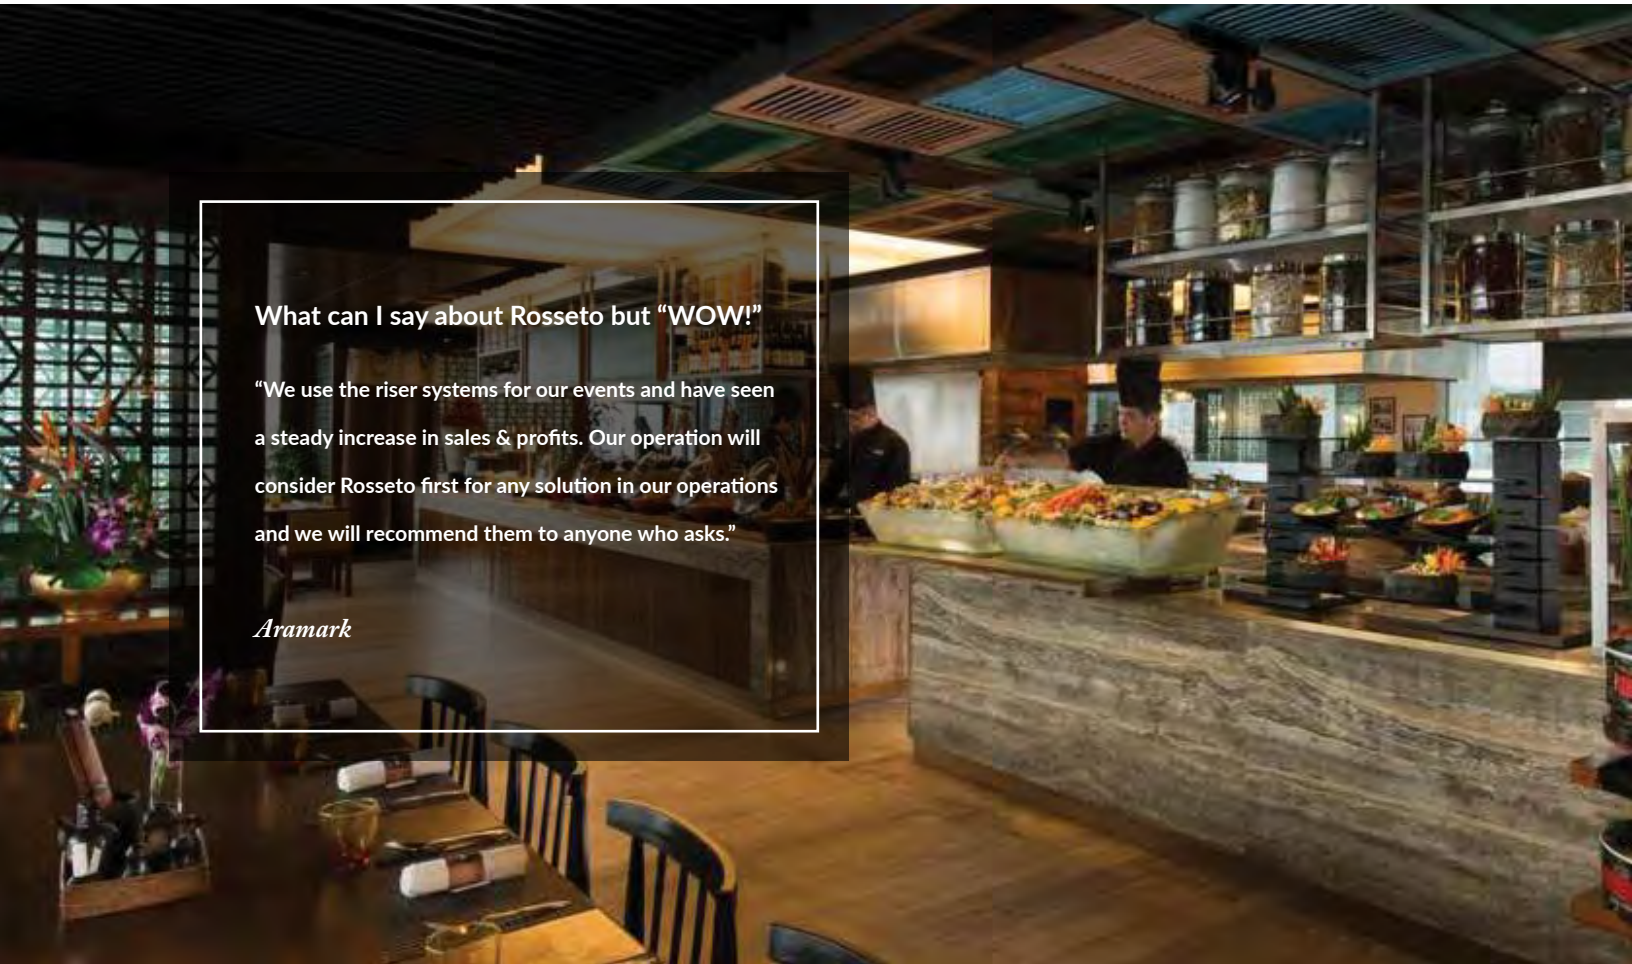 What can I say about Rosseto but “WOW!”
“We use the riser systems for our events and have seen
a steady increase in sales & profits. Our operation will
consider Rosseto first for any solution in our operations
and we will recommend them to anyone who asks.”
Aramark